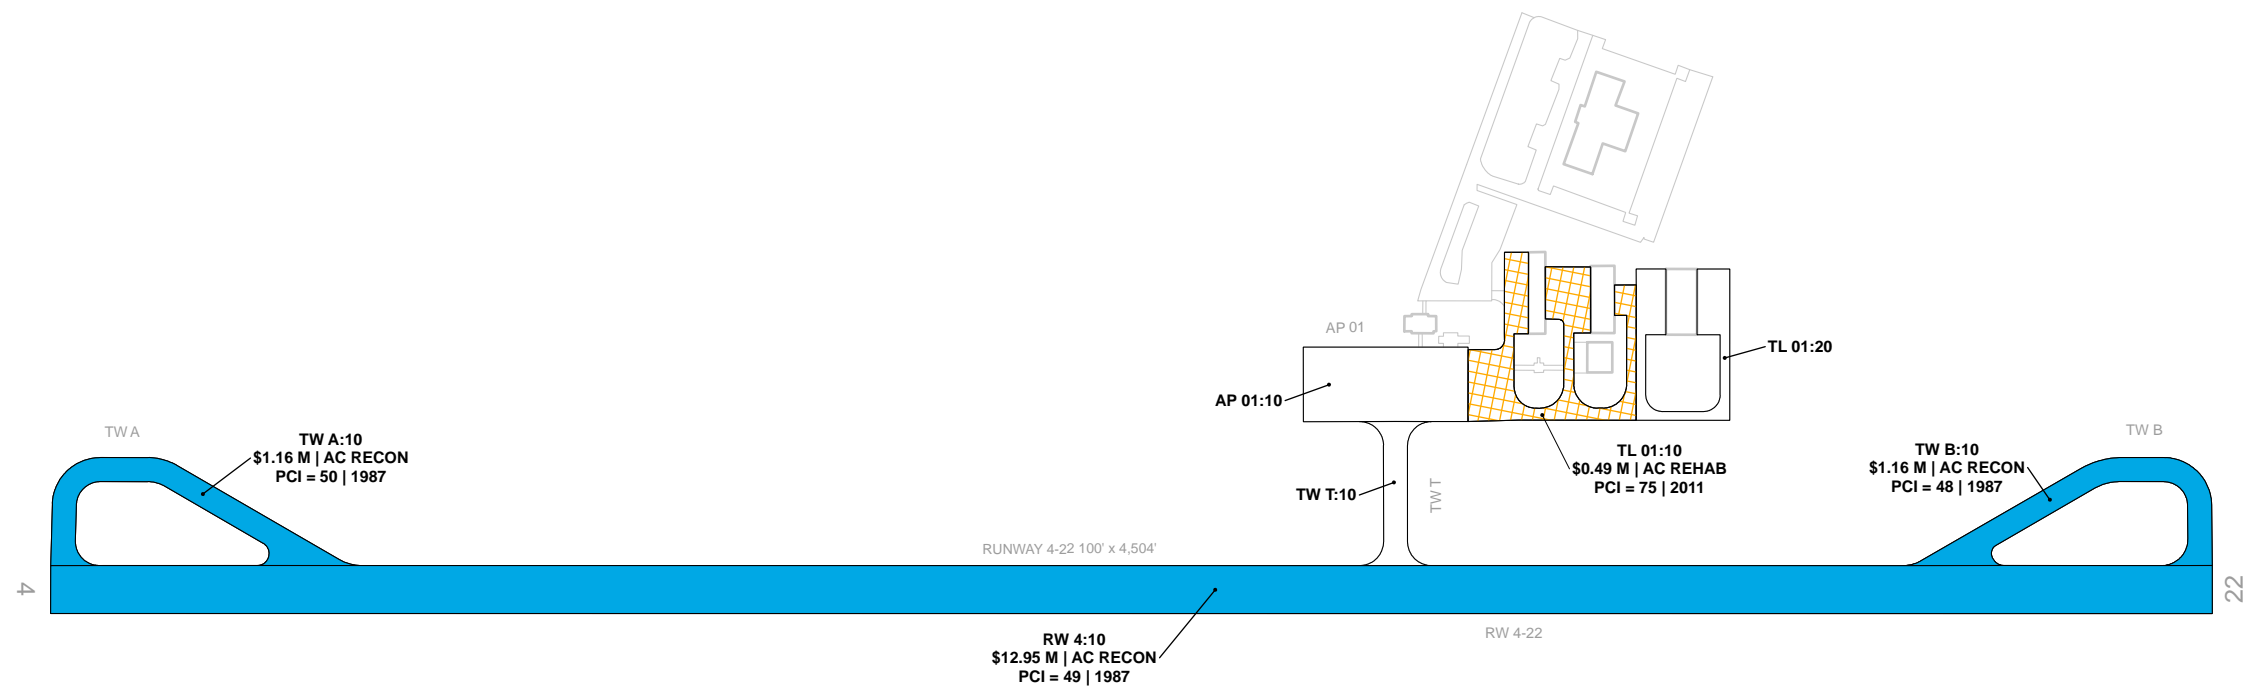 AP 01
TL 01:20
AP 01:10
TW A
TW A:10
$1.16 M | AC RECON
PCI = 50 | 1987
TW B
TW B:10
$1.16 M | AC RECON
PCI = 48 | 1987
TL 01:10
$0.49 M | AC REHAB
PCI = 75 | 2011
TW T:10
TW T
RUNWAY 4-22 100' x 4,504'
4
22
RW 4-22
RW 4:10
$12.95 M | AC RECON
PCI = 49 | 1987